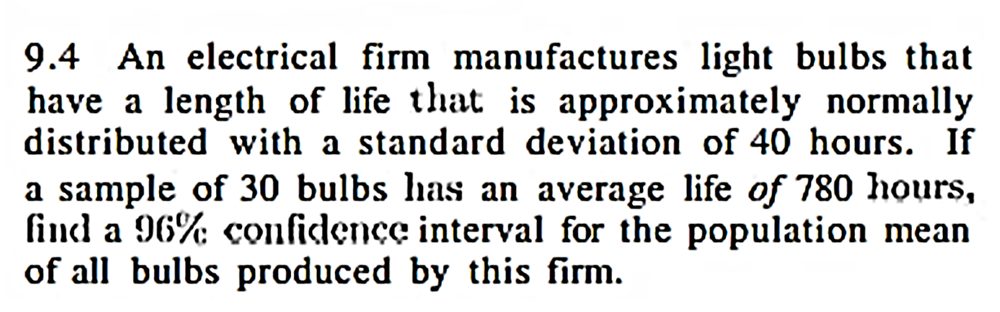 9.4 An electrical firm manufactures light bulbs that
have a length of life that is approximately normally
distributed with a standard deviation of 40 hours. If
a sample of 30 bulbs has an average life of 780 hours,
find a 96% confidence interval for the population mean
of all bulbs produced by this firm.